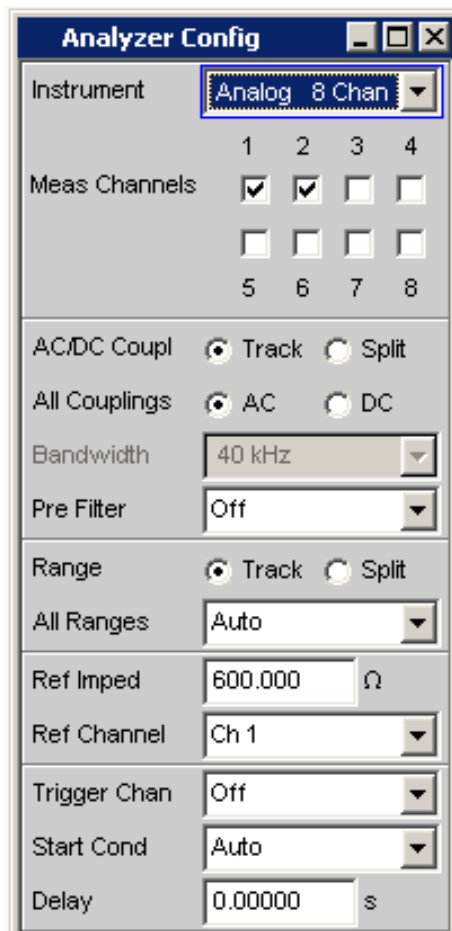 Analyzer Config
Instrument Analog 8 Chan
1 2 3 4
Meas Channels
5 6 7 8
AC/DC Coupl Track Split
All Couplings AC DC
Bandwidth 40 kHz
Pre Filter Off
Range Track Split
All Ranges Auto
Ref Imped 600.000 Ω
Ref Channel Ch 1
Trigger Chan Off
Start Cond Auto
Delay 0.00000 s